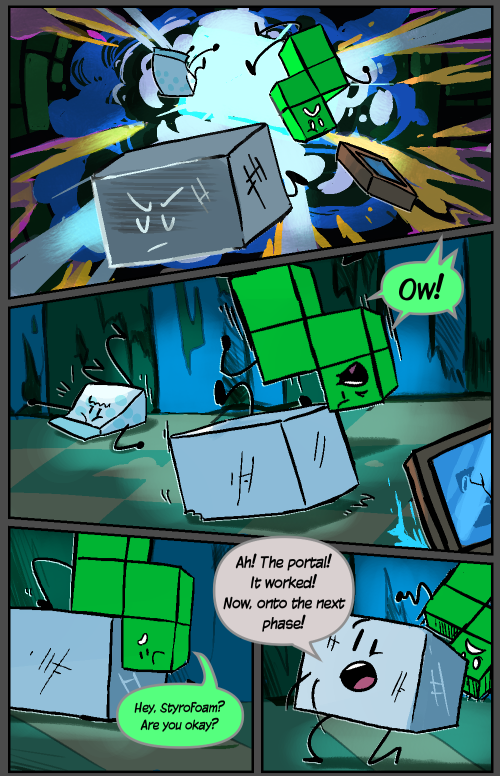 Ow!
Hey, StyroFoam?
Are you okay?
Ah! The portal!
It worked!
Now, onto the next
phase!